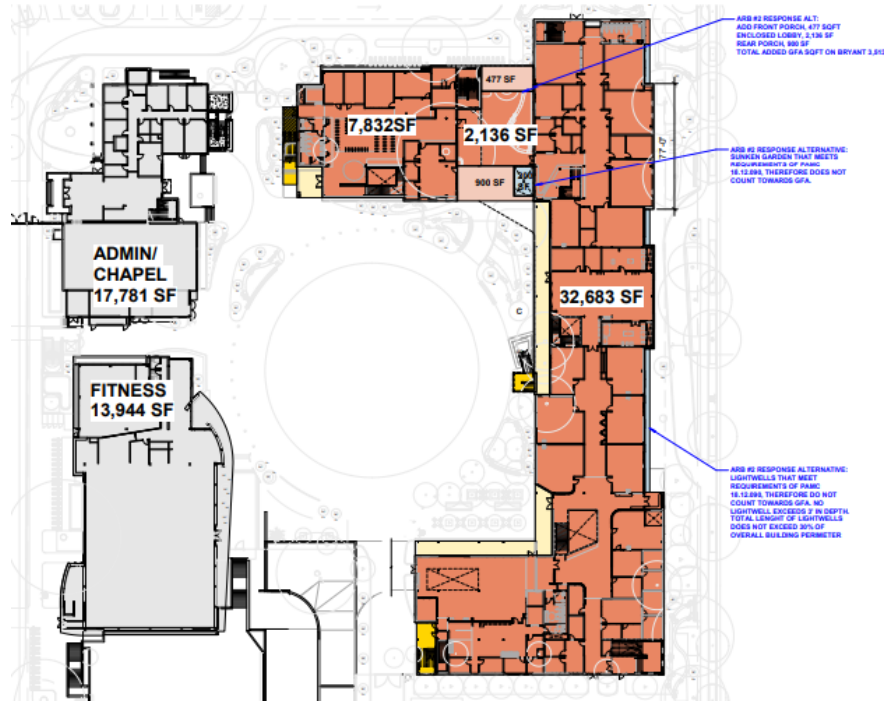 ARB #2 RESPONSE ALT:
ADD FRONT PORCH, 477 SQFT
ENCLOSED LOBBY, 2,136 SF
REAR PORCH, 900 SF
TOTAL ADDED GFA SQFT ON BRYANT 3,513
477 SF
7,832SF
2,136 SF
900 SF
200
SF
77'-0"
ARB #2 RESPONSE ALTERNATIVE:
SUNKEN GARDEN THAT MEETS
REQUIREMENTS OF PAMC
18.12.090, THEREFORE DOES NOT
COUNT TOWARDS GFA.
ADMIN/
CHAPEL
17,781 SF
32,683 SF
C
FITNESS
13,944 SF
ARB #2 RESPONSE ALTERNATIVE:
LIGHTWELLS THAT MEET
REQUIREMENTS OF PAMC
18.12.090, THEREFORE DO NOT
COUNT TOWARDS GFA. NO
LIGHTWELL EXCEEDS 3' IN DEPTH.
TOTAL LENGHT OF LIGHTWELLS
DOES NOT EXCEED 30% OF
OVERALL BUILDING PERIMETER